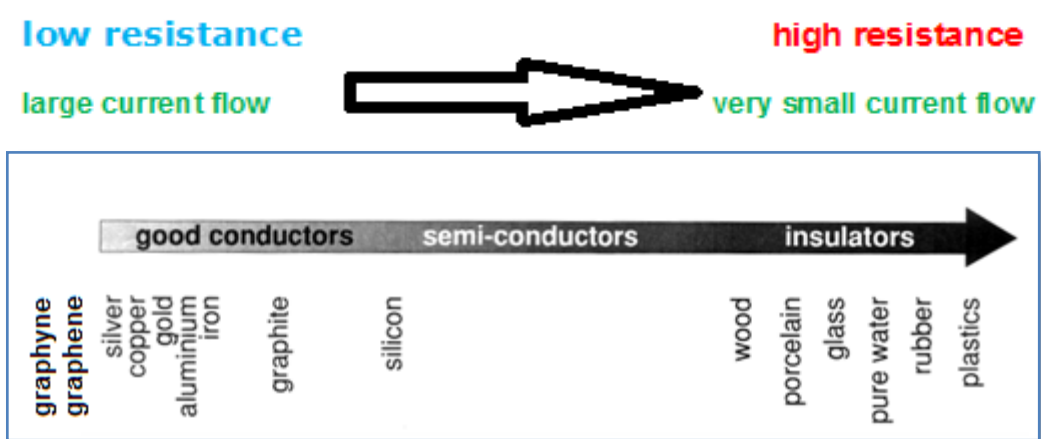 low resistance
high resistance
large current flow
very small current flow
good conductors
semi-conductors
insulators
graphyne
graphene
silver
copper
gold
aluminium
iron
graphite
silicon
wood
porcelain
glass
pure water
rubber
plastics